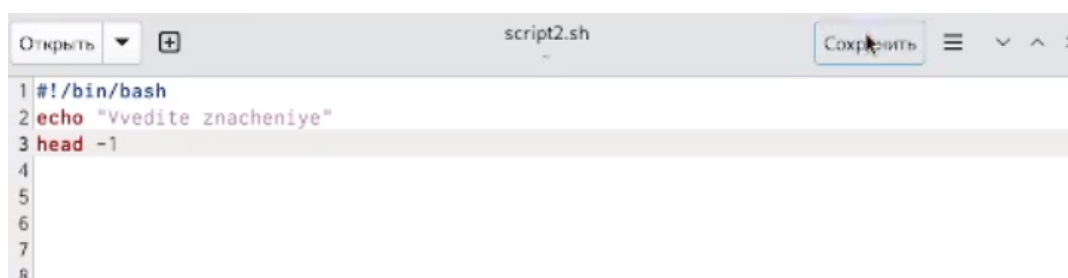 Открыть
script2.sh
~
Сохранить
1 #!/bin/bash
2 echo "Vvedite znacheniye"
3 head -1
4
5
6
7
8